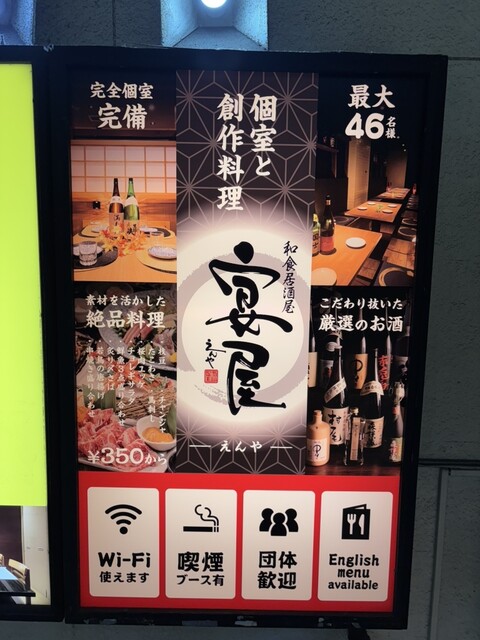 完全個室
完備
個室と
創作料理
最大
46名様
和食居酒屋
宴屋
えんや
えんや
素材を活かした
絶品料理
¥350から
こだわり抜いた
厳選のお酒
Wi-Fi
使えます
喫煙
ブース有
団体
歓迎
English
menu
available